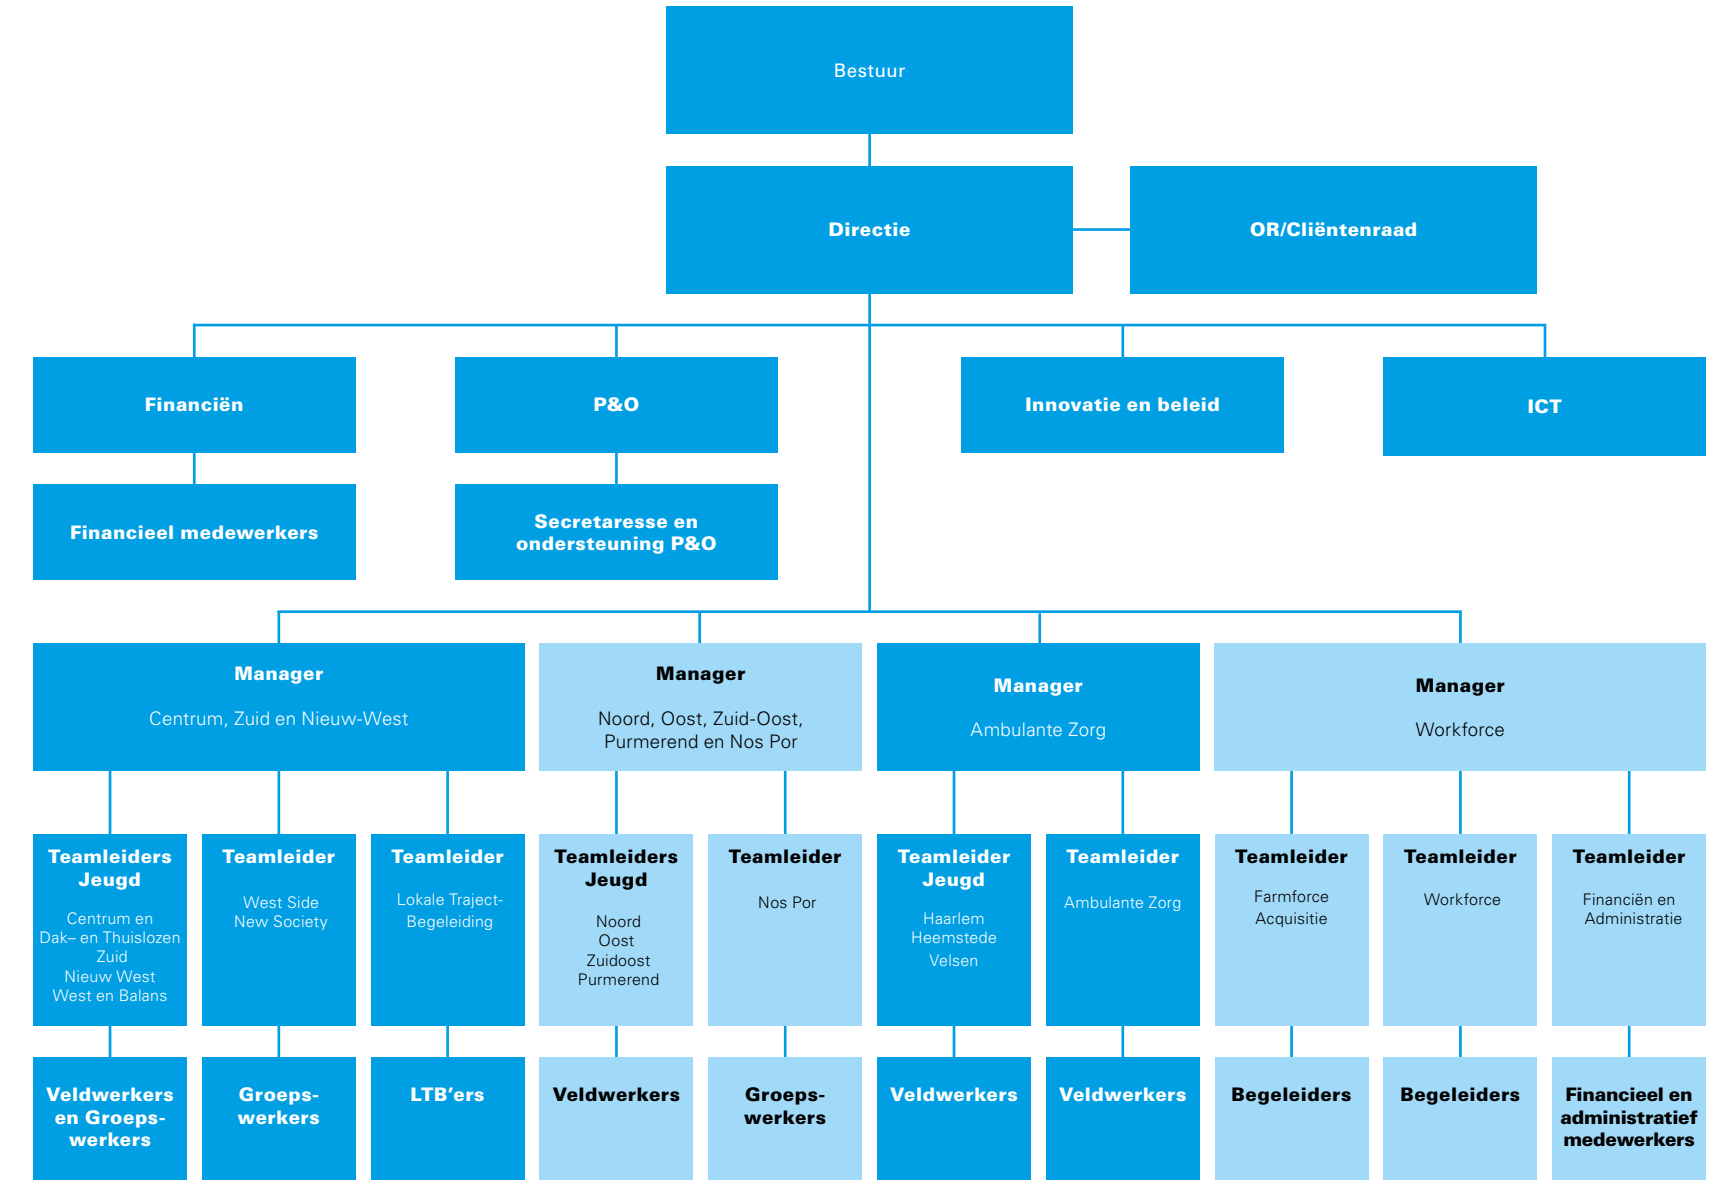 Bestuur
Directie
OR/Cliëntenraad
Financiën
P&O
Innovatie en beleid
ICT
Financieel medewerkers
Secretaresse en
ondersteuning P&O
Manager
Centrum, Zuid en Nieuw-West
Manager
Noord, Oost, Zuid-Oost,
Purmerend en Nos Por
Manager
Ambulante Zorg
Manager
Workforce
Teamleiders
Jeugd
Centrum en
Dak– en Thuislozen
Zuid
Nieuw West
West en Balans
Teamleider
West Side
New Society
Teamleider
Lokale Traject-
Begeleiding
Teamleiders
Jeugd
Noord
Oost
Zuidoost
Purmerend
Teamleider
Nos Por
Teamleider
Jeugd
Haarlem
Heemstede
Velsen
Teamleider
Ambulante Zorg
Teamleider
Farmforce
Acquisitie
Teamleider
Workforce
Teamleider
Financiën en
Administratie
Veldwerkers
en Groeps-
werkers
Groeps-
werkers
LTB'ers
Veldwerkers
Groeps-
werkers
Veldwerkers
Veldwerkers
Begeleiders
Begeleiders
Financieel en
administratief
medewerkers